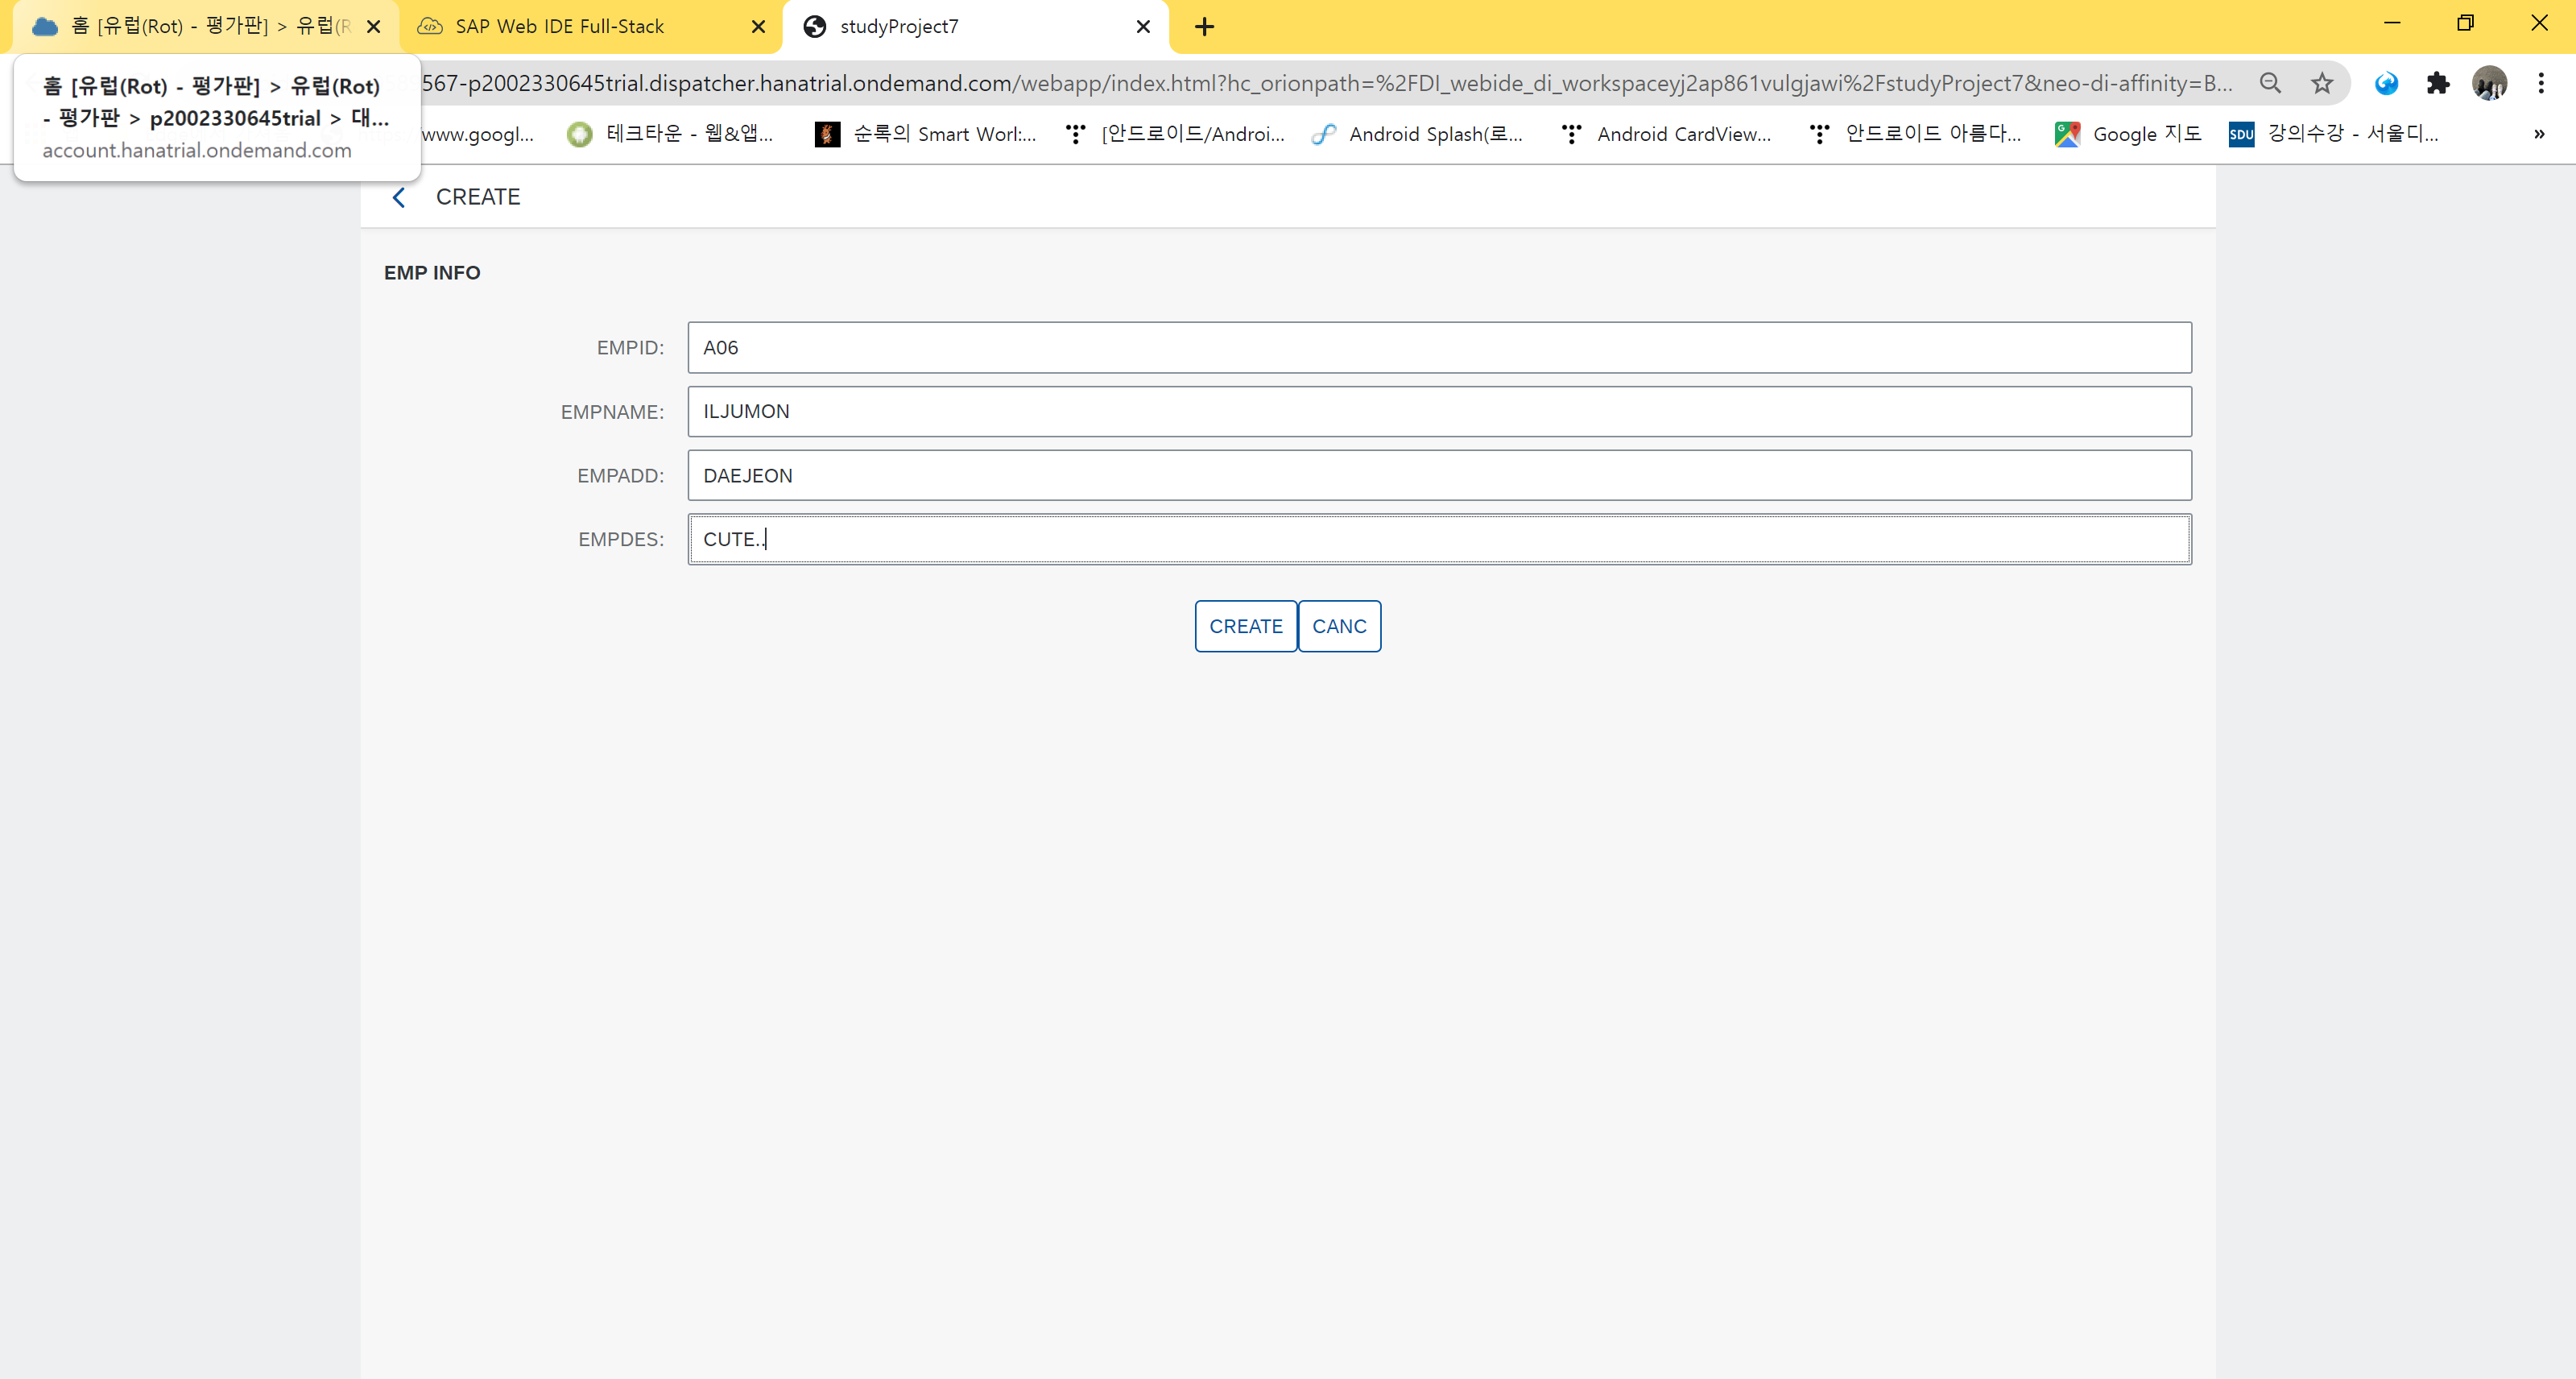 홈 [유럽(Rot) - 평가판] > 유럽(R
SAP Web IDE Full-Stack
studyProject7
홈 [유럽(Rot) - 평가판] > 유럽(Rot)
- 평가판 > p2002330645trial > 대...
account.hanatrial.ondemand.com
567-p2002330645trial.dispatcher.hanatrial.ondemand.com/webapp/index.html?hc_orionpath=%2FDI_webide_di_workspaceyj2ap861vulgjawi%2FstudyProject7&neo-di-affinity=B...
www.googl...
테크타운 - 웹&앱...
순록의 Smart Worl:...
[안드로이드/Androi...
Android Splash(로...
Android CardView...
안드로이드 아름다...
Google 지도
SDU
강의수강 - 서울디...
»
CREATE
EMP INFO
EMPID: A06
EMPNAME: ILJUMON
EMPADD: DAEJEON
EMPDES: CUTE..
CREATE CANC